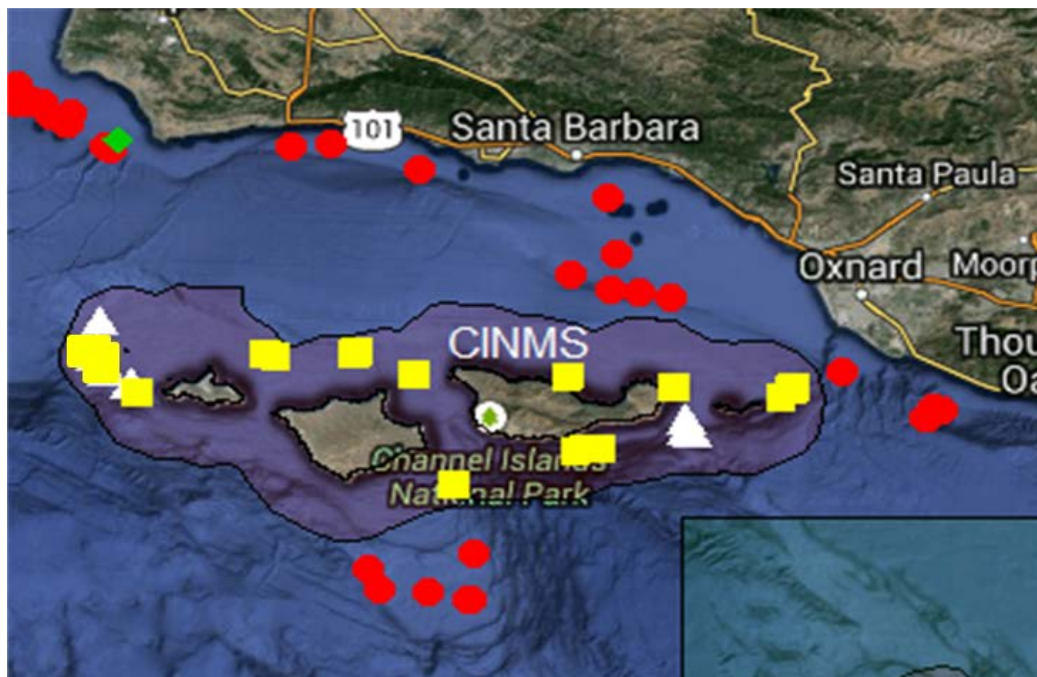 101
Santa Barbara
Santa Paula
Oxnard
Moorp
CINMS
Thou
Oa
Channel Islands
National Park